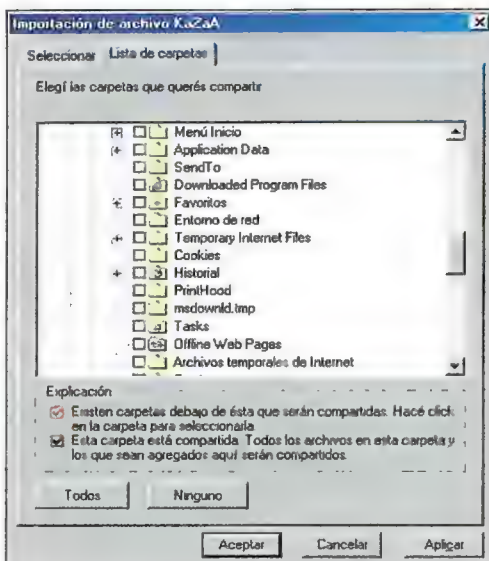 Importación de archivo KaZaA
Seleccionar Lista de carpetas
Elegí las carpetas que querés compartir
Menú Inicio
Application Data
SendTo
Downloaded Program Files
Favoritos
Entorno de red
Temporary Internet Files
Cookies
Historial
PrintHood
msdownld.tmp
Tasks
Offline Web Pages
Archivos temporales de Internet
Explicación
Existen carpetas debajo de ésta que serán compartidas. Hacé click
en la carpeta para seleccionarla.
Esta carpeta está compartida. Todos los archivos en esta carpeta y
los que sean agregados aquí serán compartidos.
Todos Ninguno
Aceptar Cancelar Aplicar